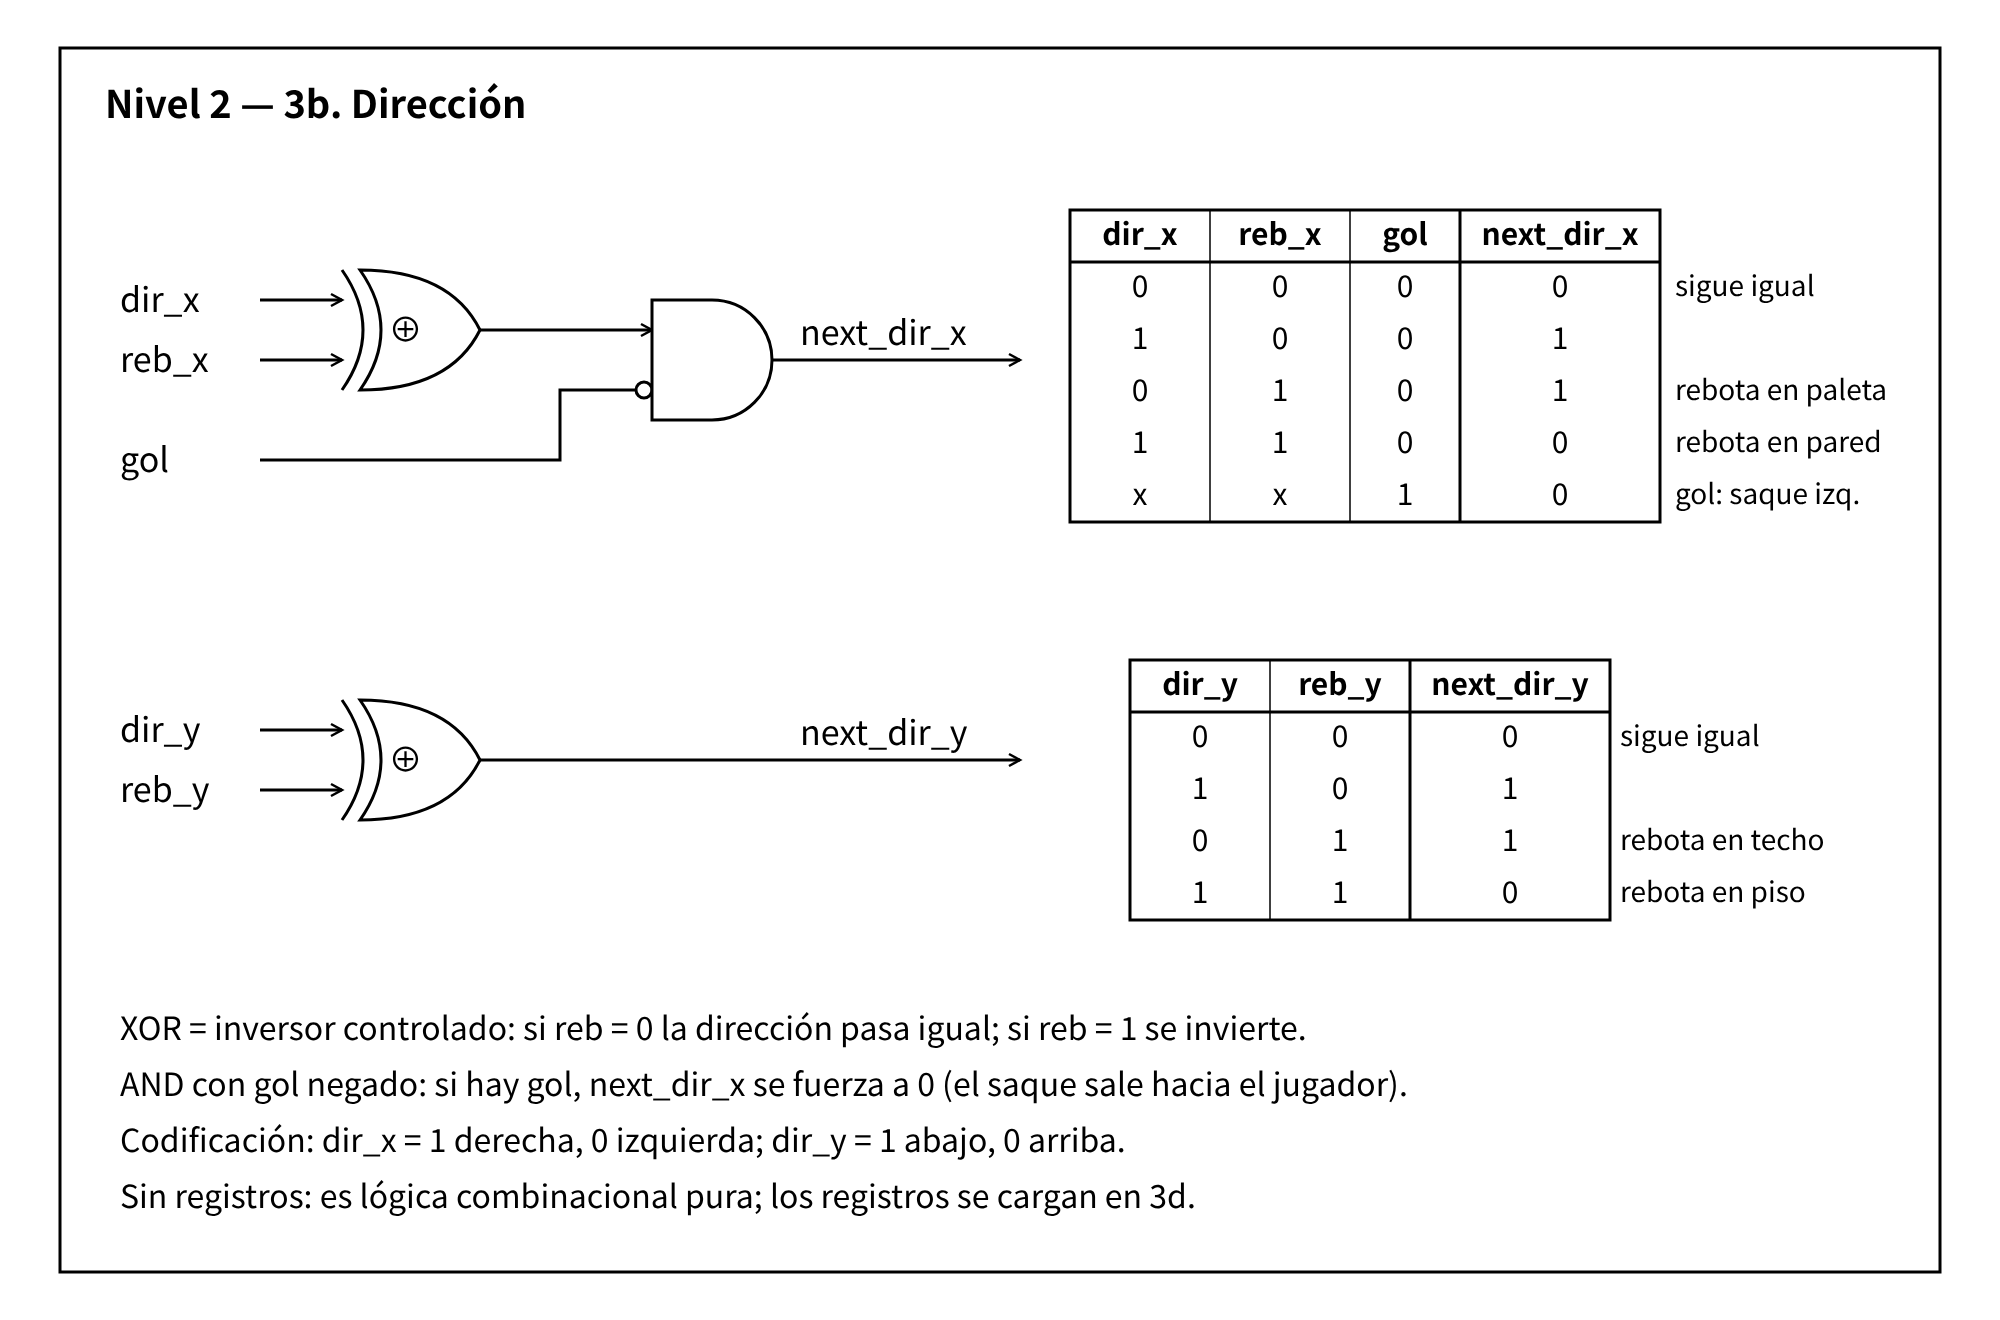 Nivel 2 — 3b. Dirección
dir_x
reb_x
gol
⊕
next_dir_x
dir_x reb_x gol next_dir_x
0 0 0 0 sigue igual
1 0 0 1
0 1 0 1 rebota en paleta
1 1 0 0 rebota en pared
x x 1 0 gol: saque izq.
dir_y
reb_y
⊕
next_dir_y
dir_y reb_y next_dir_y
0 0 0 sigue igual
1 0 1
0 1 1 rebota en techo
1 1 0 rebota en piso
XOR = inversor controlado: si reb = 0 la dirección pasa igual; si reb = 1 se invierte.
AND con gol negado: si hay gol, next_dir_x se fuerza a 0 (el saque sale hacia el jugador).
Codificación: dir_x = 1 derecha, 0 izquierda; dir_y = 1 abajo, 0 arriba.
Sin registros: es lógica combinacional pura; los registros se cargan en 3d.